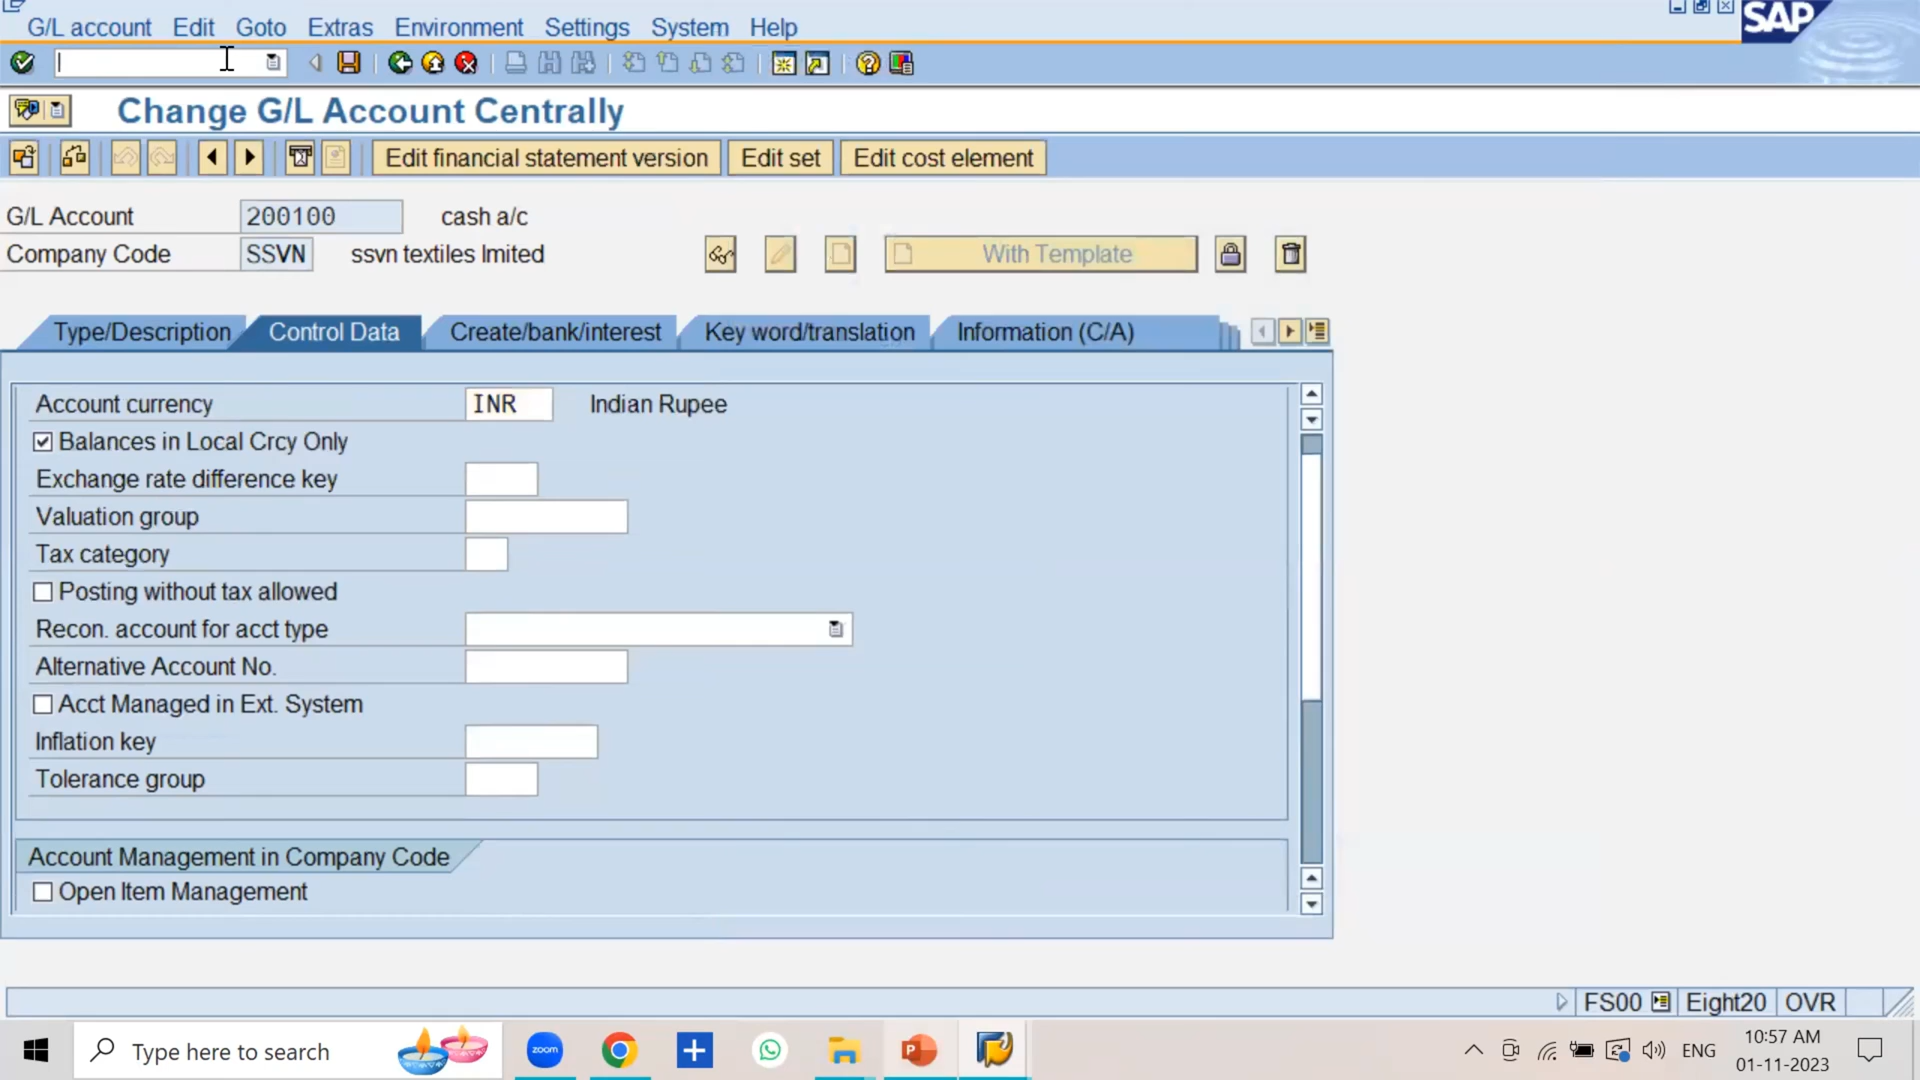 G/L account Edit Goto Extras Environment Settings System Help
SAP
Change G/L Account Centrally
Edit financial statement version Edit set Edit cost element
G/L Account 200100 cash a/c
Company Code SSVN ssvn textiles lmited With Template
Type/Description Control Data Create/bank/interest Key word/translation Information (C/A)
Account currency INR Indian Rupee
Balances in Local Crcy Only
Exchange rate difference key
Valuation group
Tax category
Posting without tax allowed
Recon. account for acct type
Alternative Account No.
Acct Managed in Ext. System
Inflation key
Tolerance group
Account Management in Company Code
Open Item Management
FS00 Eight20 OVR
Type here to search zoom ENG 10:57 AM
01-11-2023